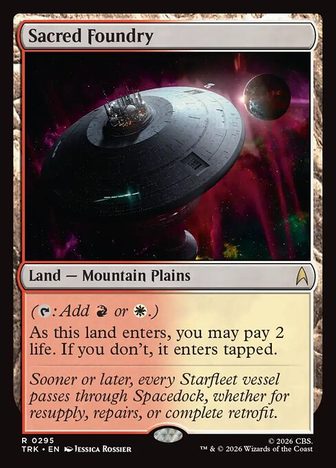 Sacred Foundry
Land — Mountain Plains
(: Add or .)
As this land enters, you may pay 2
life. If you don't, it enters tapped.
Sooner or later, every Starfleet vessel
passes through Spacedock, whether for
resupply, repairs, or complete retrofit.
R 0295
TRK • EN Jessica Rossier
© 2026 CBS.
™ & © 2026 Wizards of the Coast